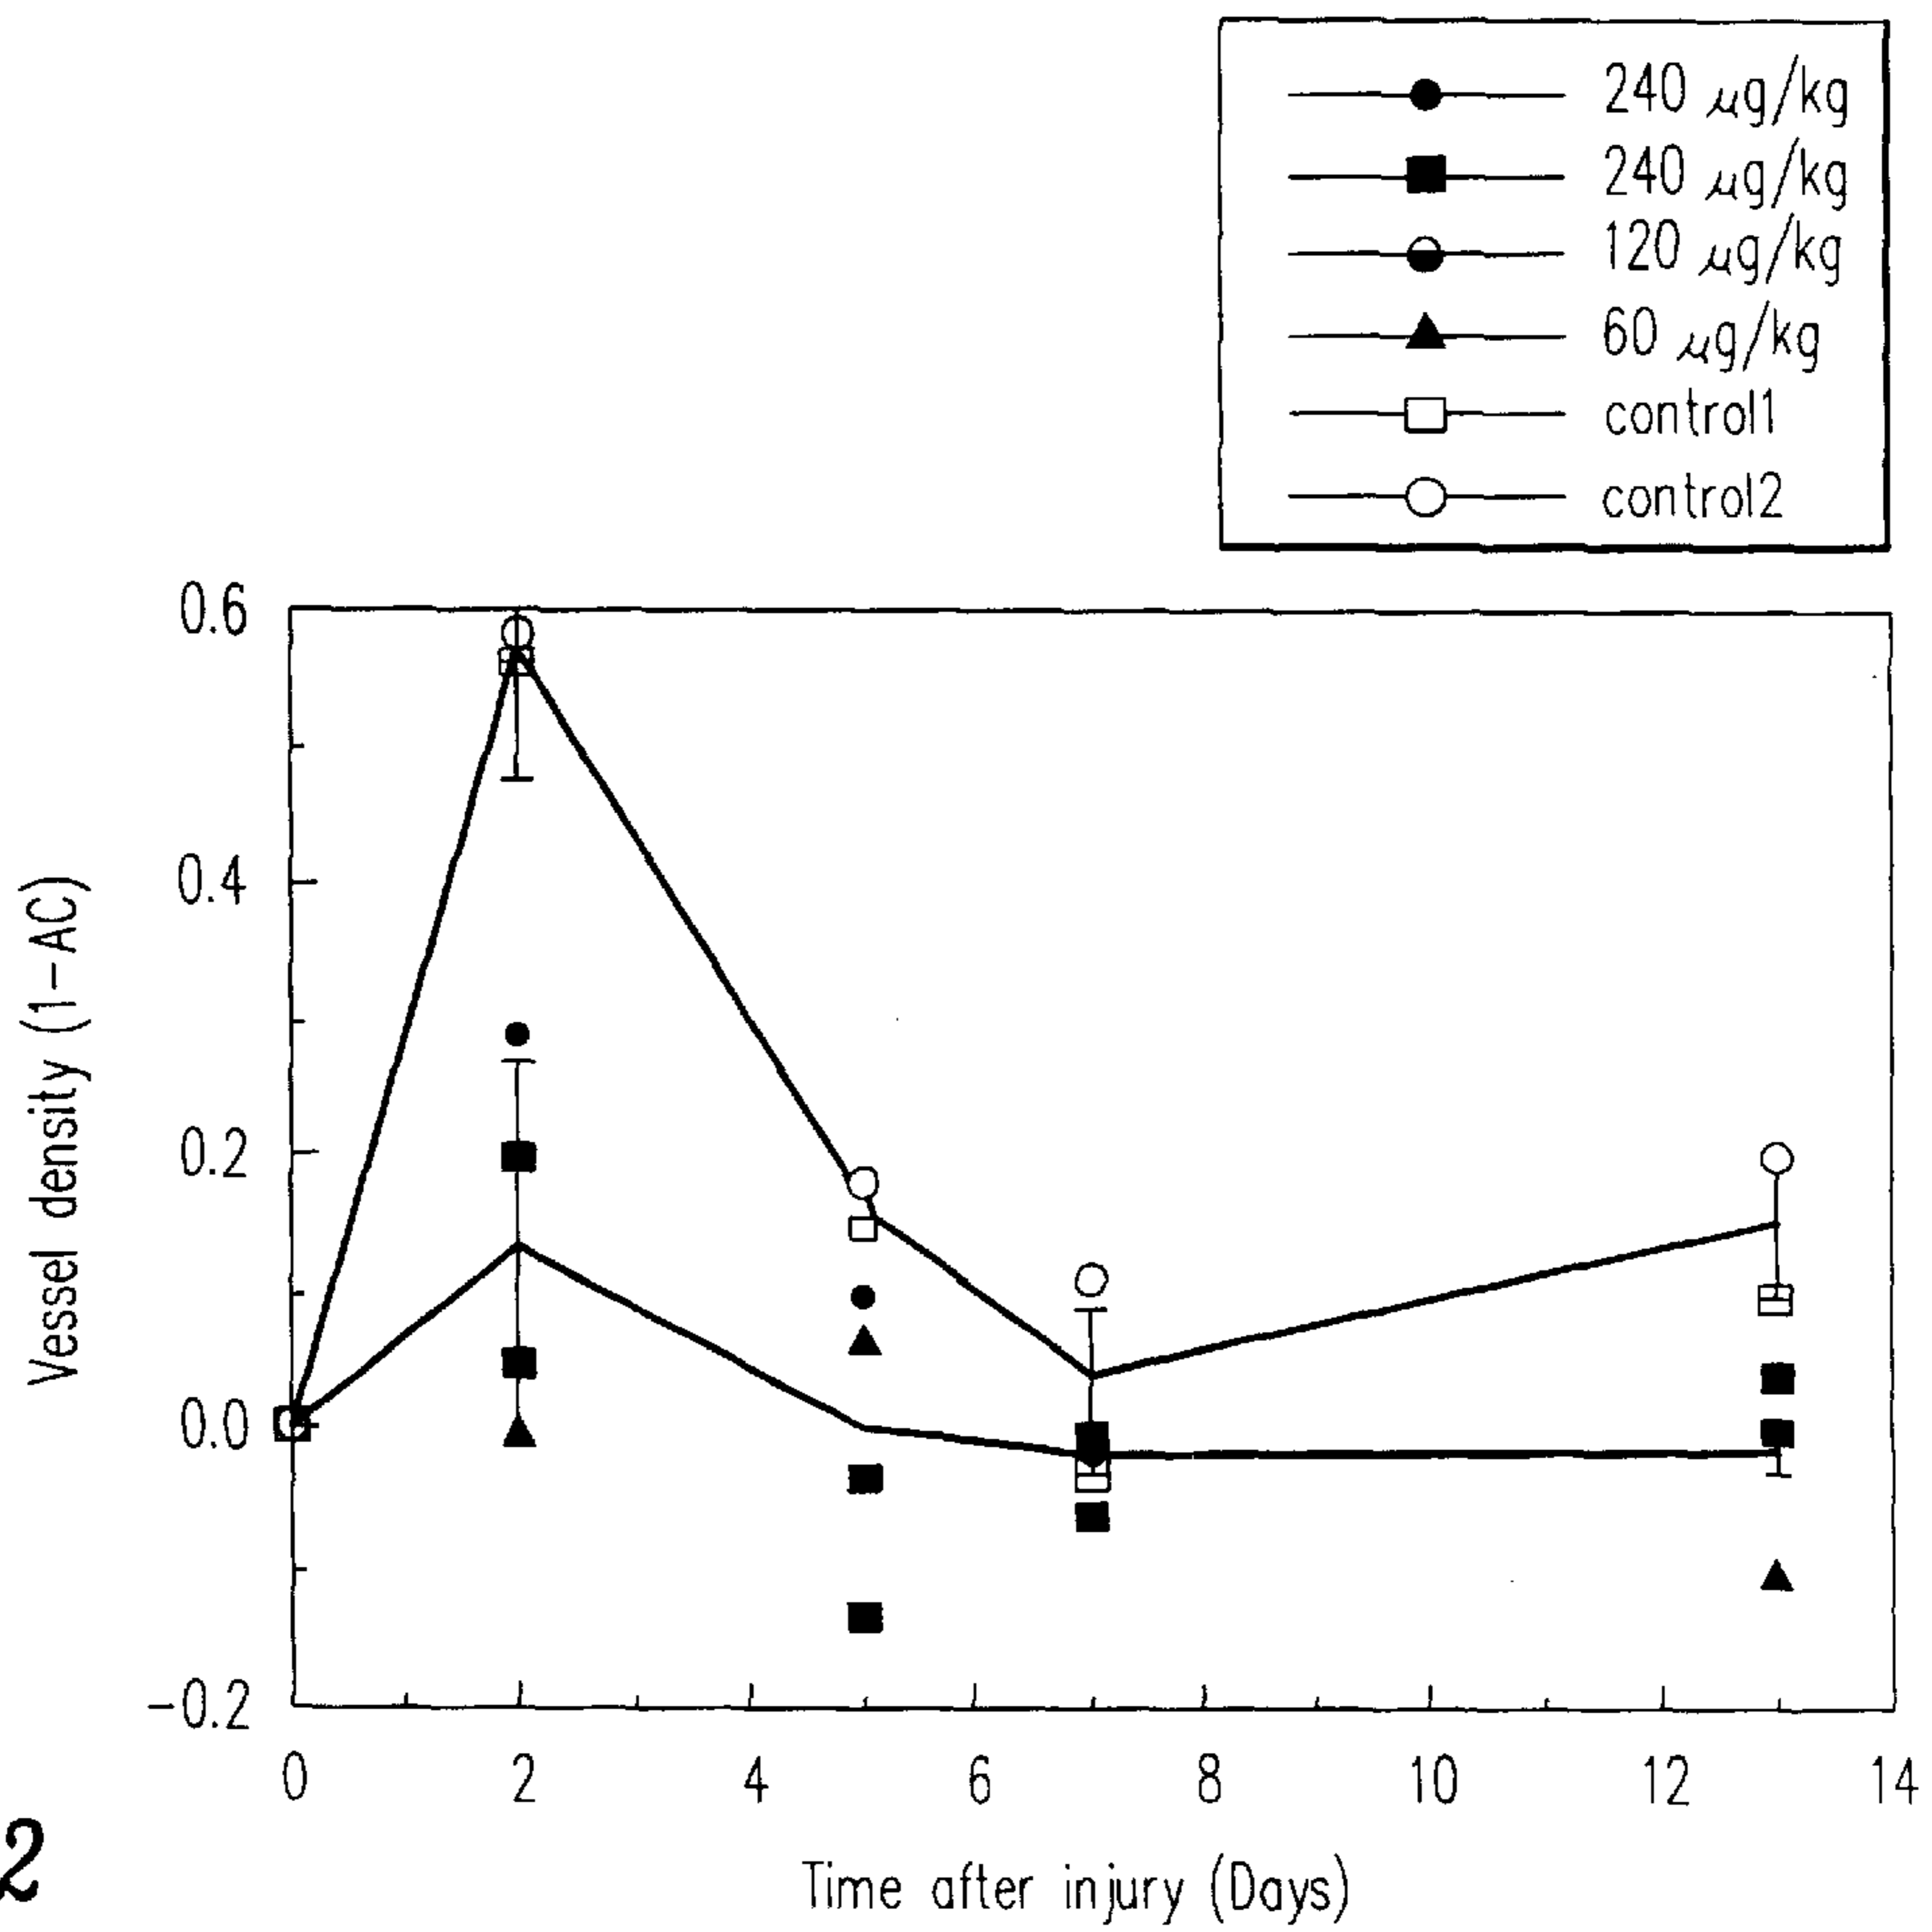 240 µg/kg
240 µg/kg
120 µg/kg
60 µg/kg
control1
control2
0.6
0.4
0.2
0.0
-0.2
Vessel density (1-AC)
0 2 4 6 8 10 12 14
Time after injury (Days)
2